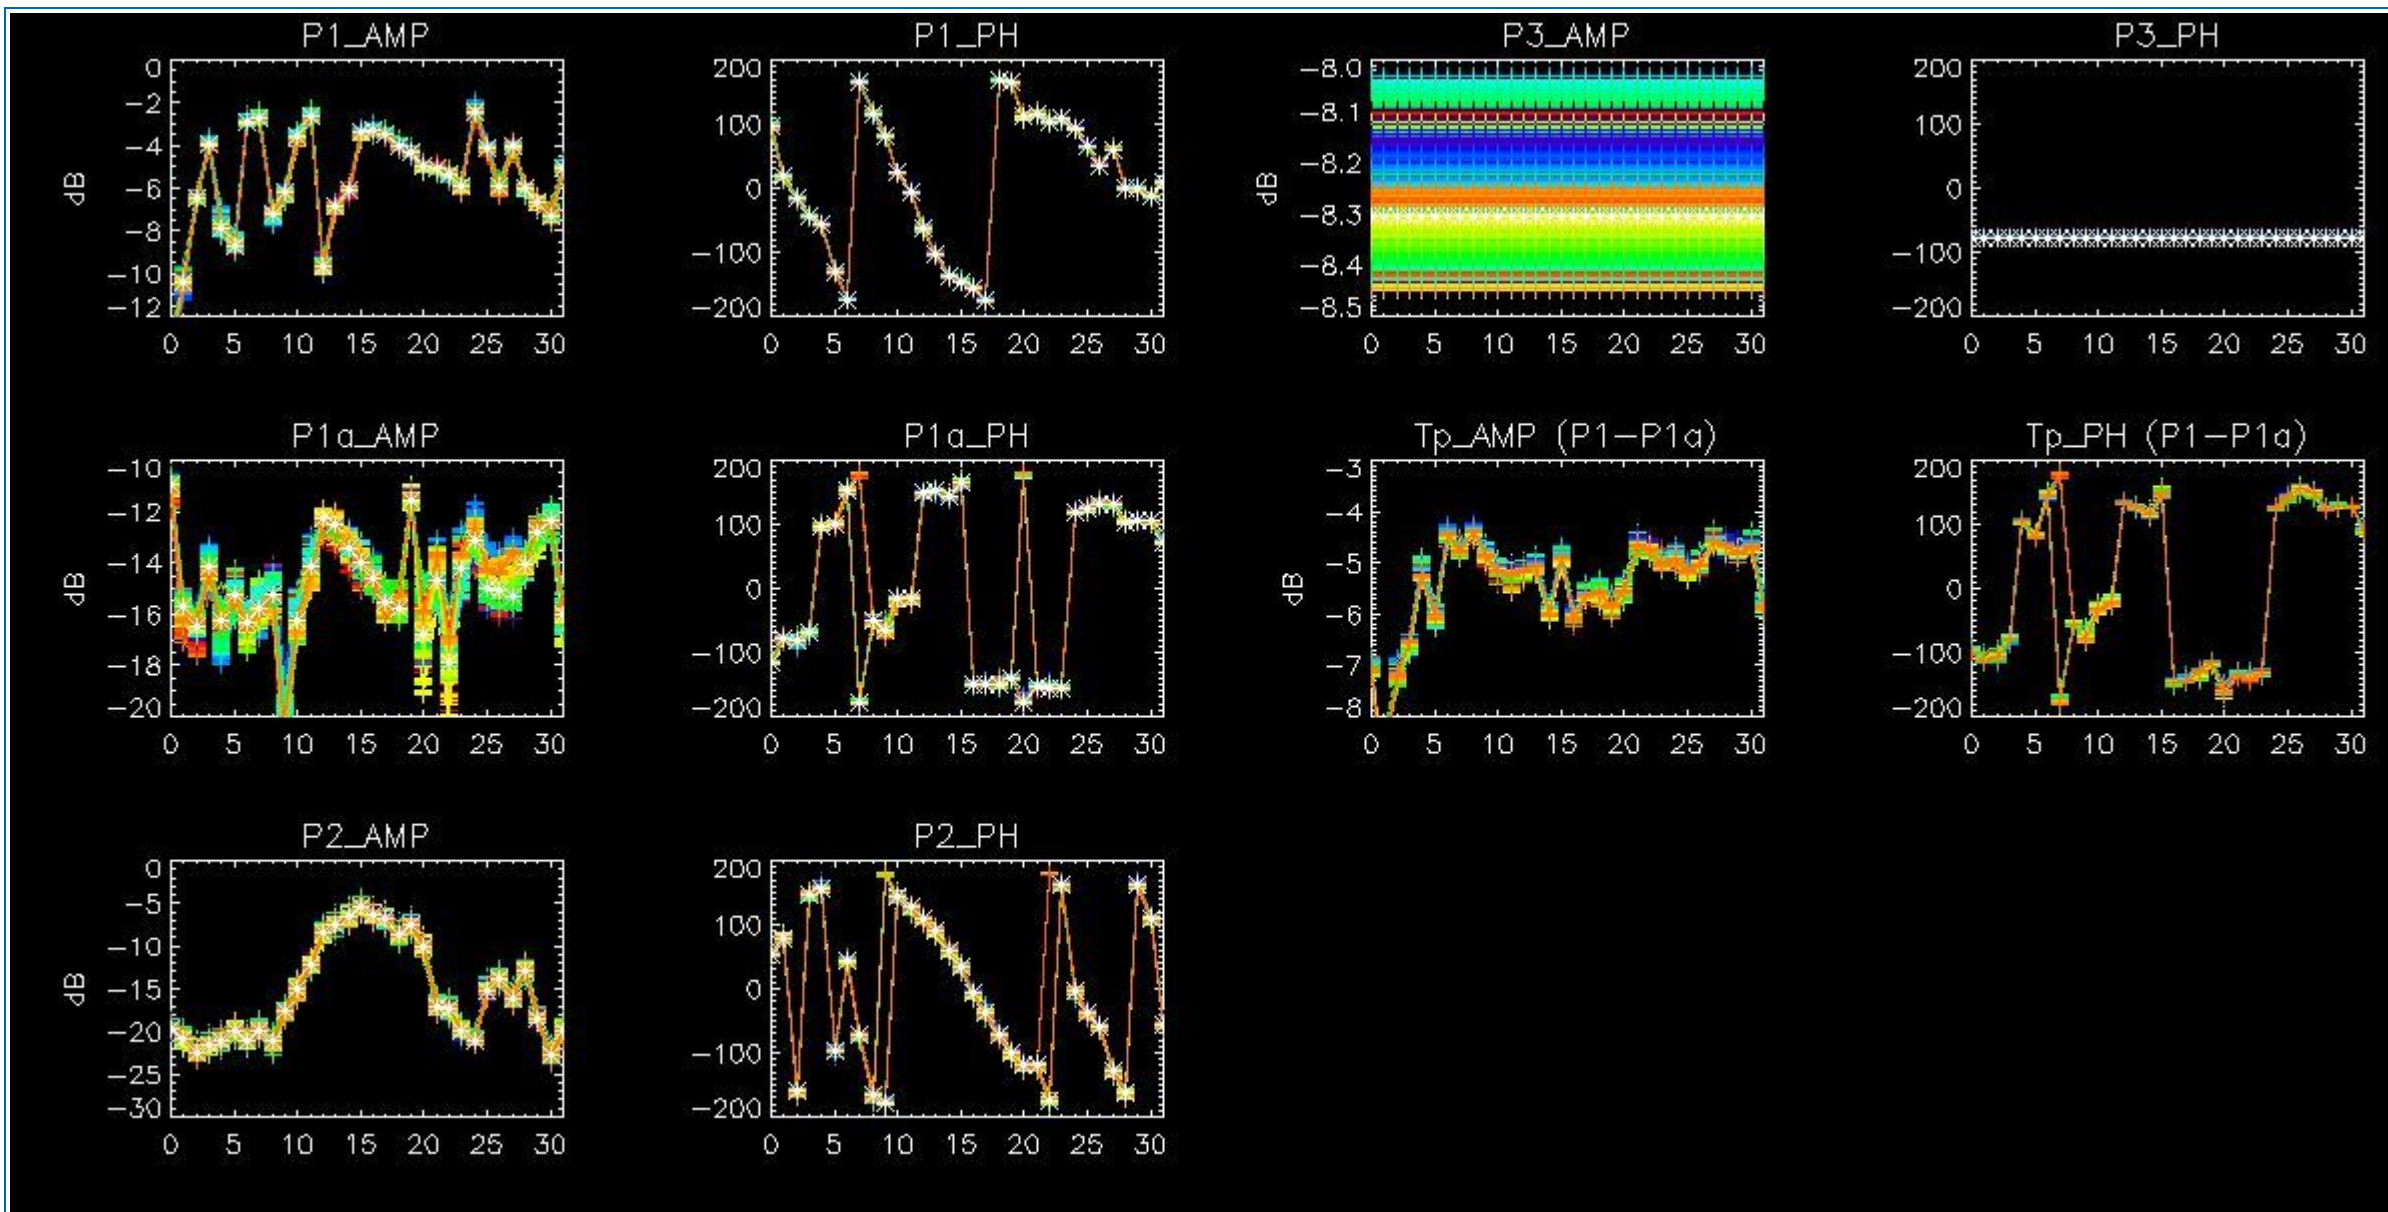 P1_AMP
P1_PH
P3_AMP
P3_PH
0
−2
−4
−6
−8
−10
−12
dB
0 5 10 15 20 25 30
200
100
0
−100
−200
0 5 10 15 20 25 30
−8.0
−8.1
−8.2
−8.3
−8.4
−8.5
dB
0 5 10 15 20 25 30
200
100
0
−100
−200
0 5 10 15 20 25 30
P1a_AMP
P1a_PH
Tp_AMP (P1−P1a)
Tp_PH (P1−P1a)
−10
−12
−14
−16
−18
−20
dB
0 5 10 15 20 25 30
200
100
0
−100
−200
0 5 10 15 20 25 30
−3
−4
−5
−6
−7
−8
dB
0 5 10 15 20 25 30
200
100
0
−100
−200
0 5 10 15 20 25 30
P2_AMP
P2_PH
0
−5
−10
−15
−20
−25
−30
dB
0 5 10 15 20 25 30
200
100
0
−100
−200
0 5 10 15 20 25 30